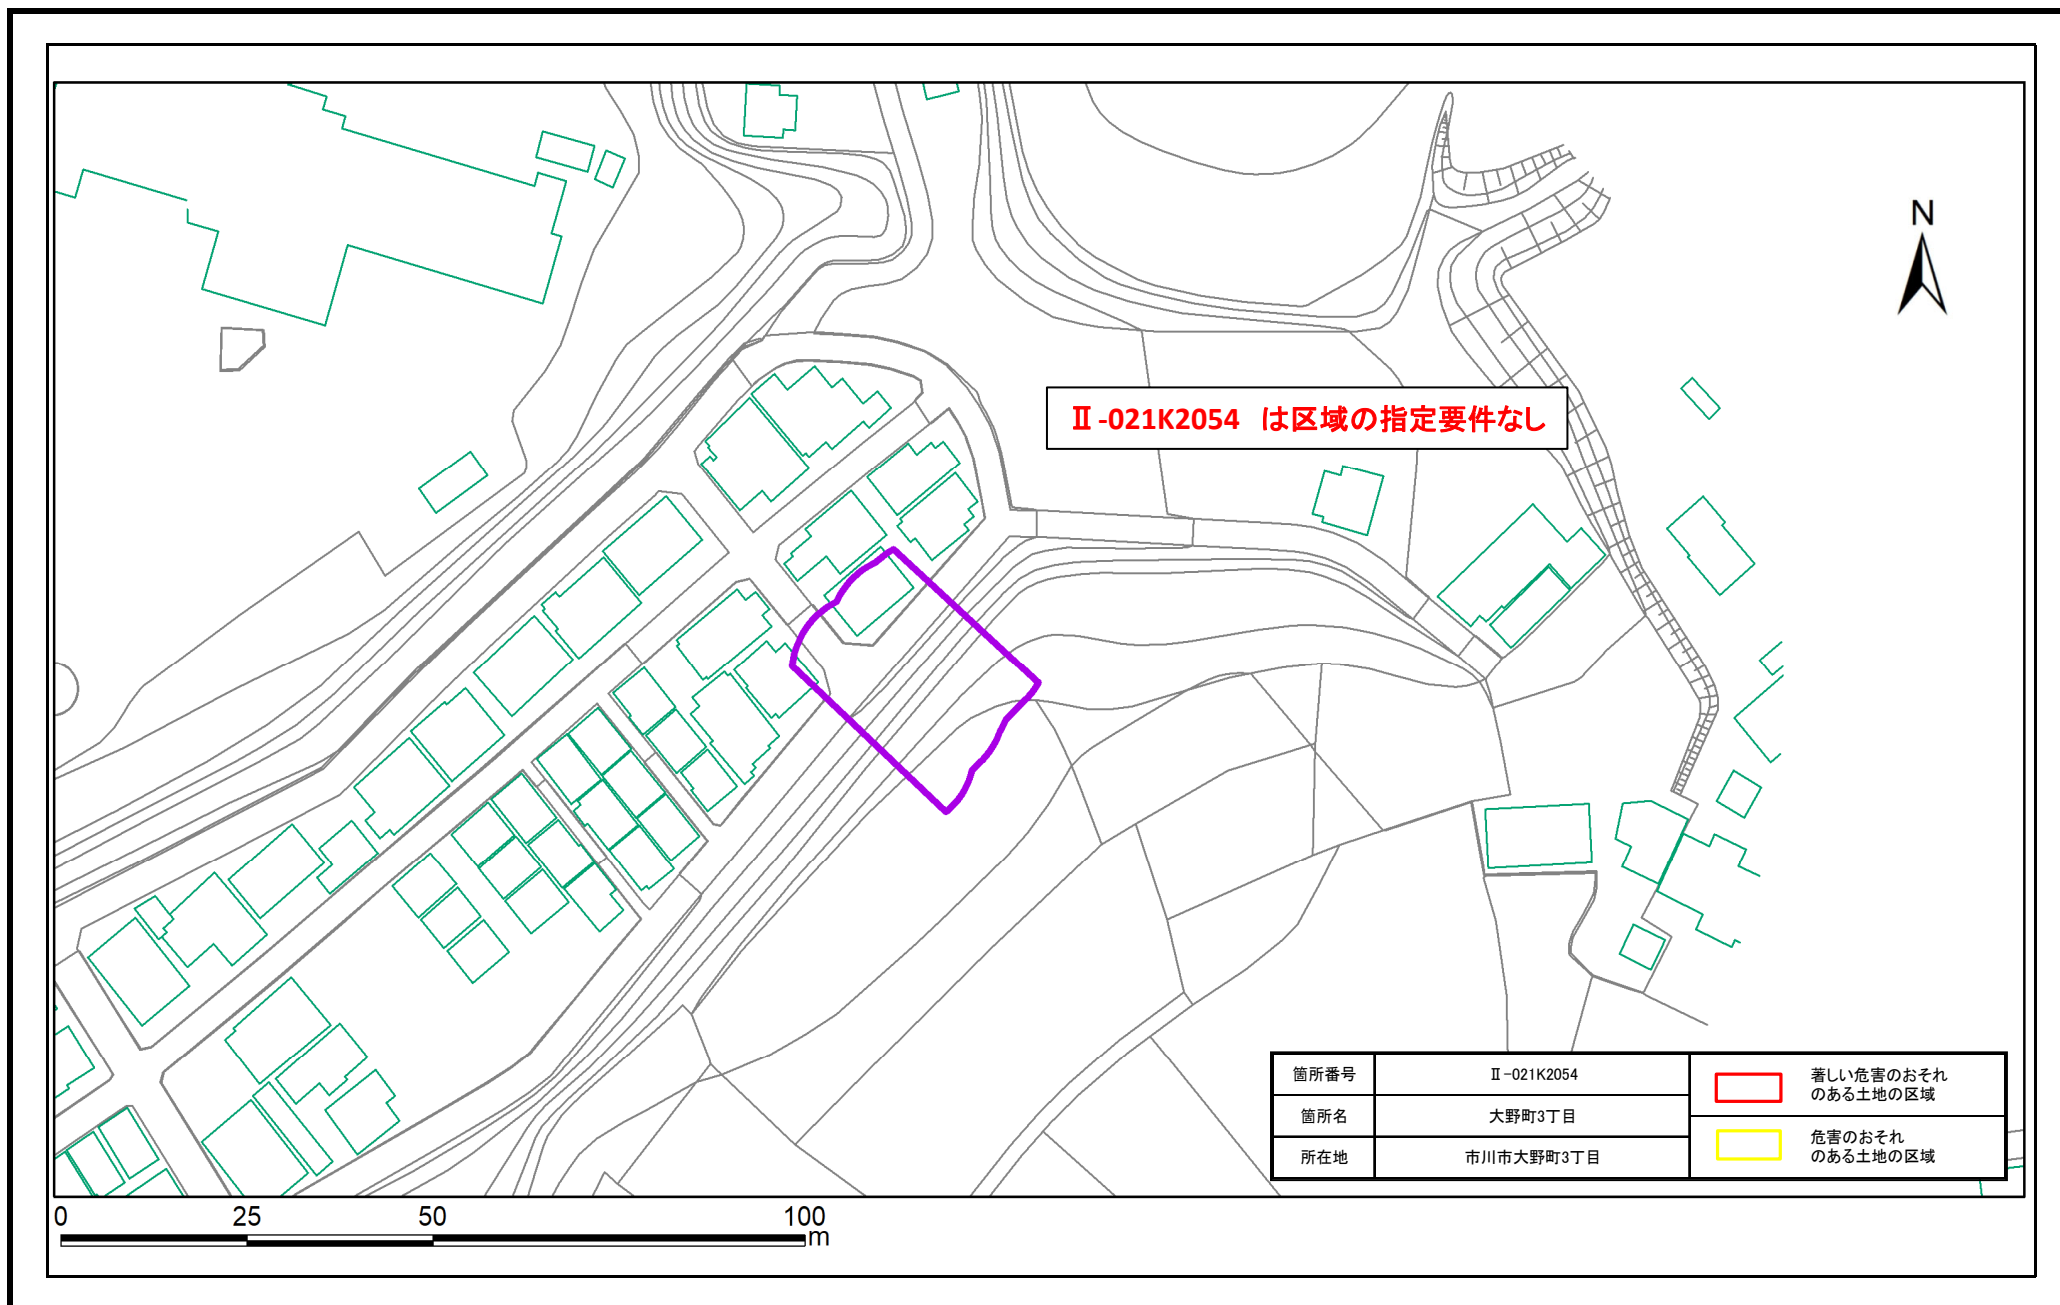 N
Ⅱ-021K2054 は区域の指定要件なし
箇所番号
Ⅱ-021K2054
箇所名
大野町3丁目
所在地
市川市大野町3丁目
著しい危害のおそれ
のある土地の区域
危害のおそれ
のある土地の区域
0 25 50 100
m